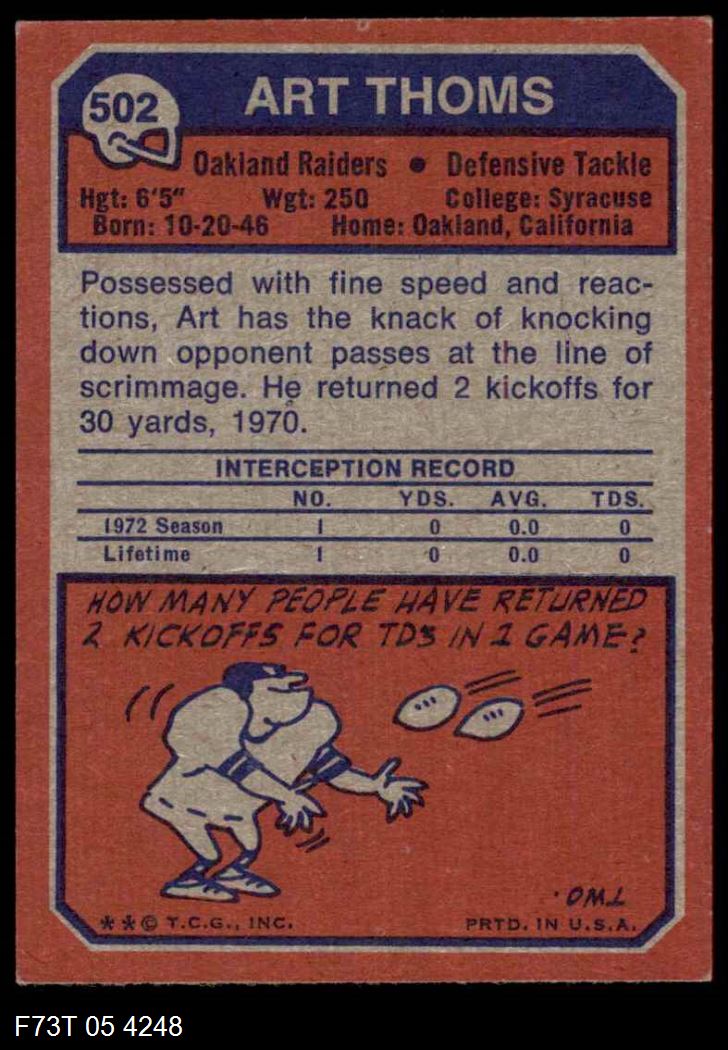 502
ART THOMS
Oakland Raiders • Defensive Tackle
Hgt: 6'5" Wgt: 250 College: Syracuse
Born: 10-20-46 Home: Oakland, California
Possessed with fine speed and reac-
tions, Art has the knack of knocking
down opponent passes at the line of
scrimmage. He returned 2 kickoffs for
30 yards, 1970.
INTERCEPTION RECORD
NO. YDS. AVG. TDS.
1972 Season 1 0 0.0 0
Lifetime 1 0 0.0 0
HOW MANY PEOPLE HAVE RETURNED
2 KICKOFFS FOR TDS IN 1 GAME?
OML
**© T.C.G., INC. PRTD. IN U.S.A.
F73T 05 4248